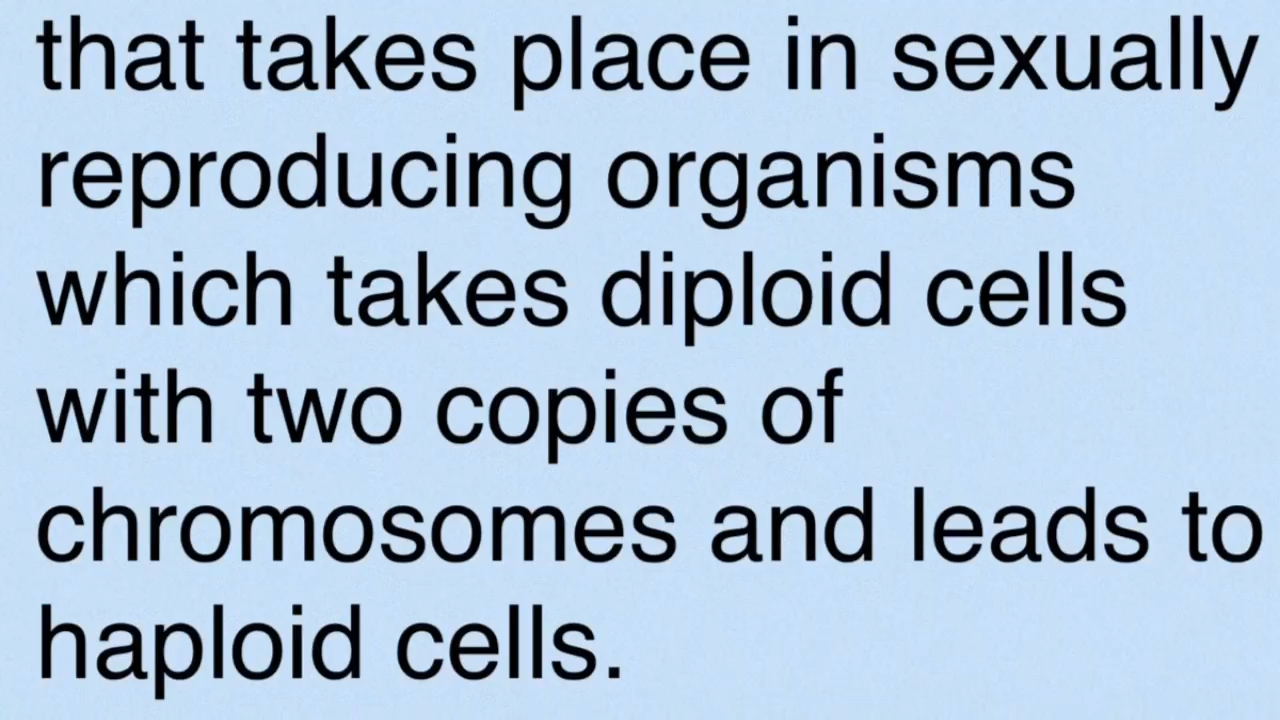 that takes place in sexually
reproducing organisms
which takes diploid cells
with two copies of
chromosomes and leads to
haploid cells.